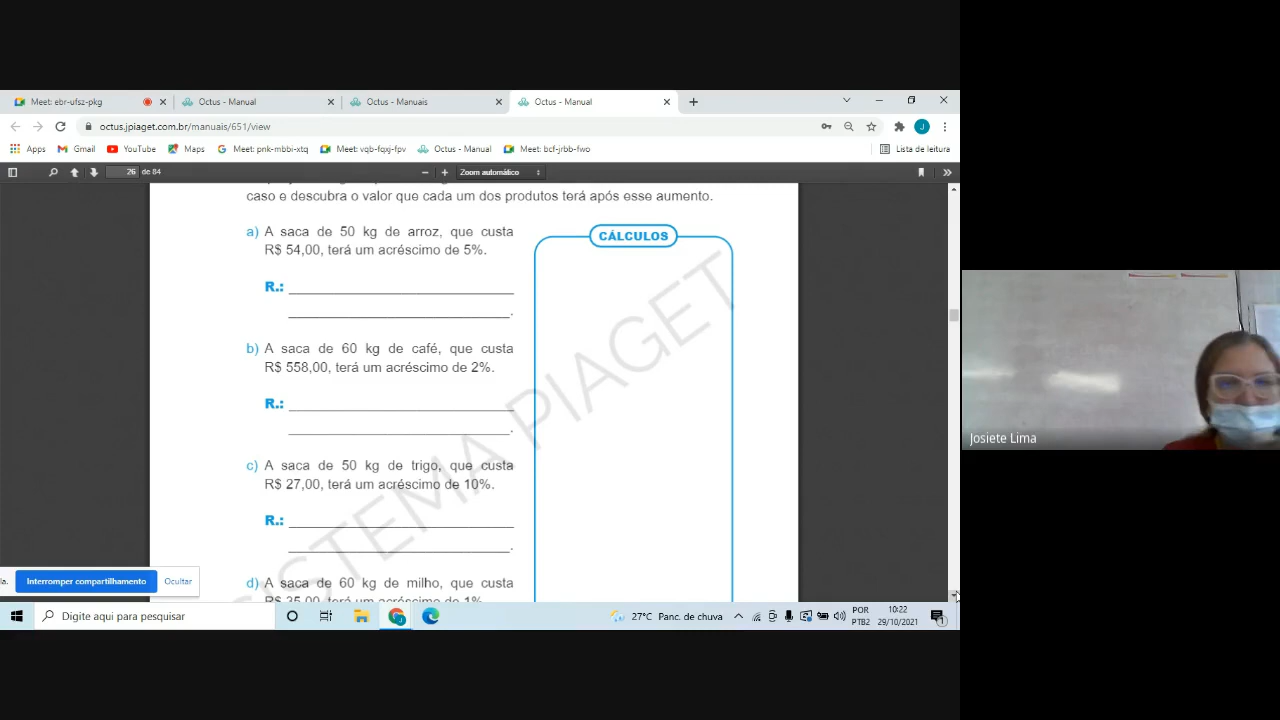 Meet: ebr-ufsz-pkg
Octus - Manual
Octus - Manuais
Octus - Manual
octus.jpiaget.com.br/manuais/651/view
J
Apps
Gmail
YouTube
Maps
Meet: pnk-mbbi-xtq
Meet: vqb-fqxj-fpv
Octus - Manual
Meet: bcf-jrbb-fwo
Lista de leitura
26 de 84
Zoom automático
caso e descubra o valor que cada um dos produtos terá após esse aumento.
a) A saca de 50 kg de arroz, que custa
R$ 54,00, terá um acréscimo de 5%.
R.:
b) A saca de 60 kg de café, que custa
R$ 558,00, terá um acréscimo de 2%.
R.:
c) A saca de 50 kg de trigo, que custa
R$ 27,00, terá um acréscimo de 10%.
R.:
d) A saca de 60 kg de milho, que custa
R$ 35,00, terá um acréscimo de 1%
CÁLCULOS
SISTEMA PIAGET
la.
Interromper compartilhamento
Ocultar
Josiete Lima
Digite aqui para pesquisar
27°C Panc. de chuva
POR
PTB2
10:22
29/10/2021
1